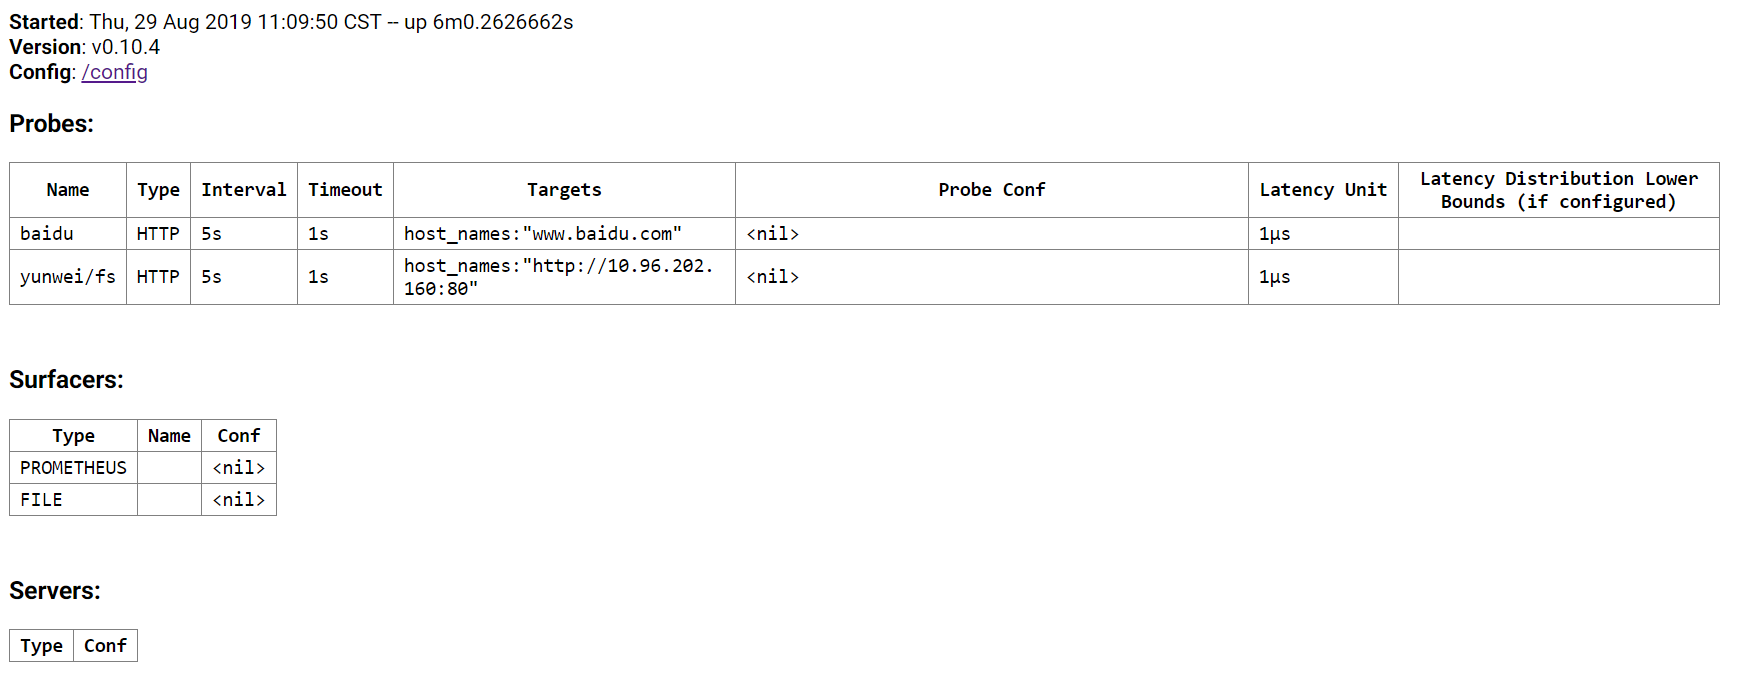 Started: Thu, 29 Aug 2019 11:09:50 CST -- up 6m0.2626662s
Version: v0.10.4
Config: /config
Probes:
Name Type Interval Timeout Targets Probe Conf Latency Unit Latency Distribution Lower
Bounds (if configured)
baidu HTTP 5s 1s host_names:"www.baidu.com" <nil> 1µs
yunwei/fs HTTP 5s 1s host_names:"http://10.96.202.
160:80" <nil> 1µs
Surfacers:
Type Name Conf
PROMETHEUS <nil>
FILE <nil>
Servers:
Type Conf